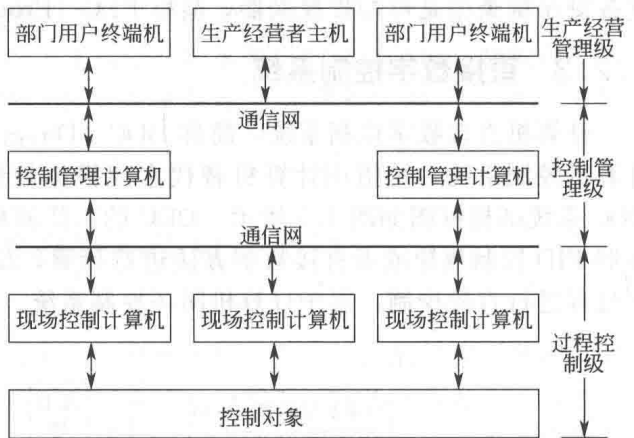 部门用户终端机
生产经营者主机
部门用户终端机
生产经营
管理级
通信网
控制管理计算机
控制管理计算机
控制管
理级
通信网
现场控制计算机
现场控制计算机
现场控制计算机
过程控
制级
控制对象